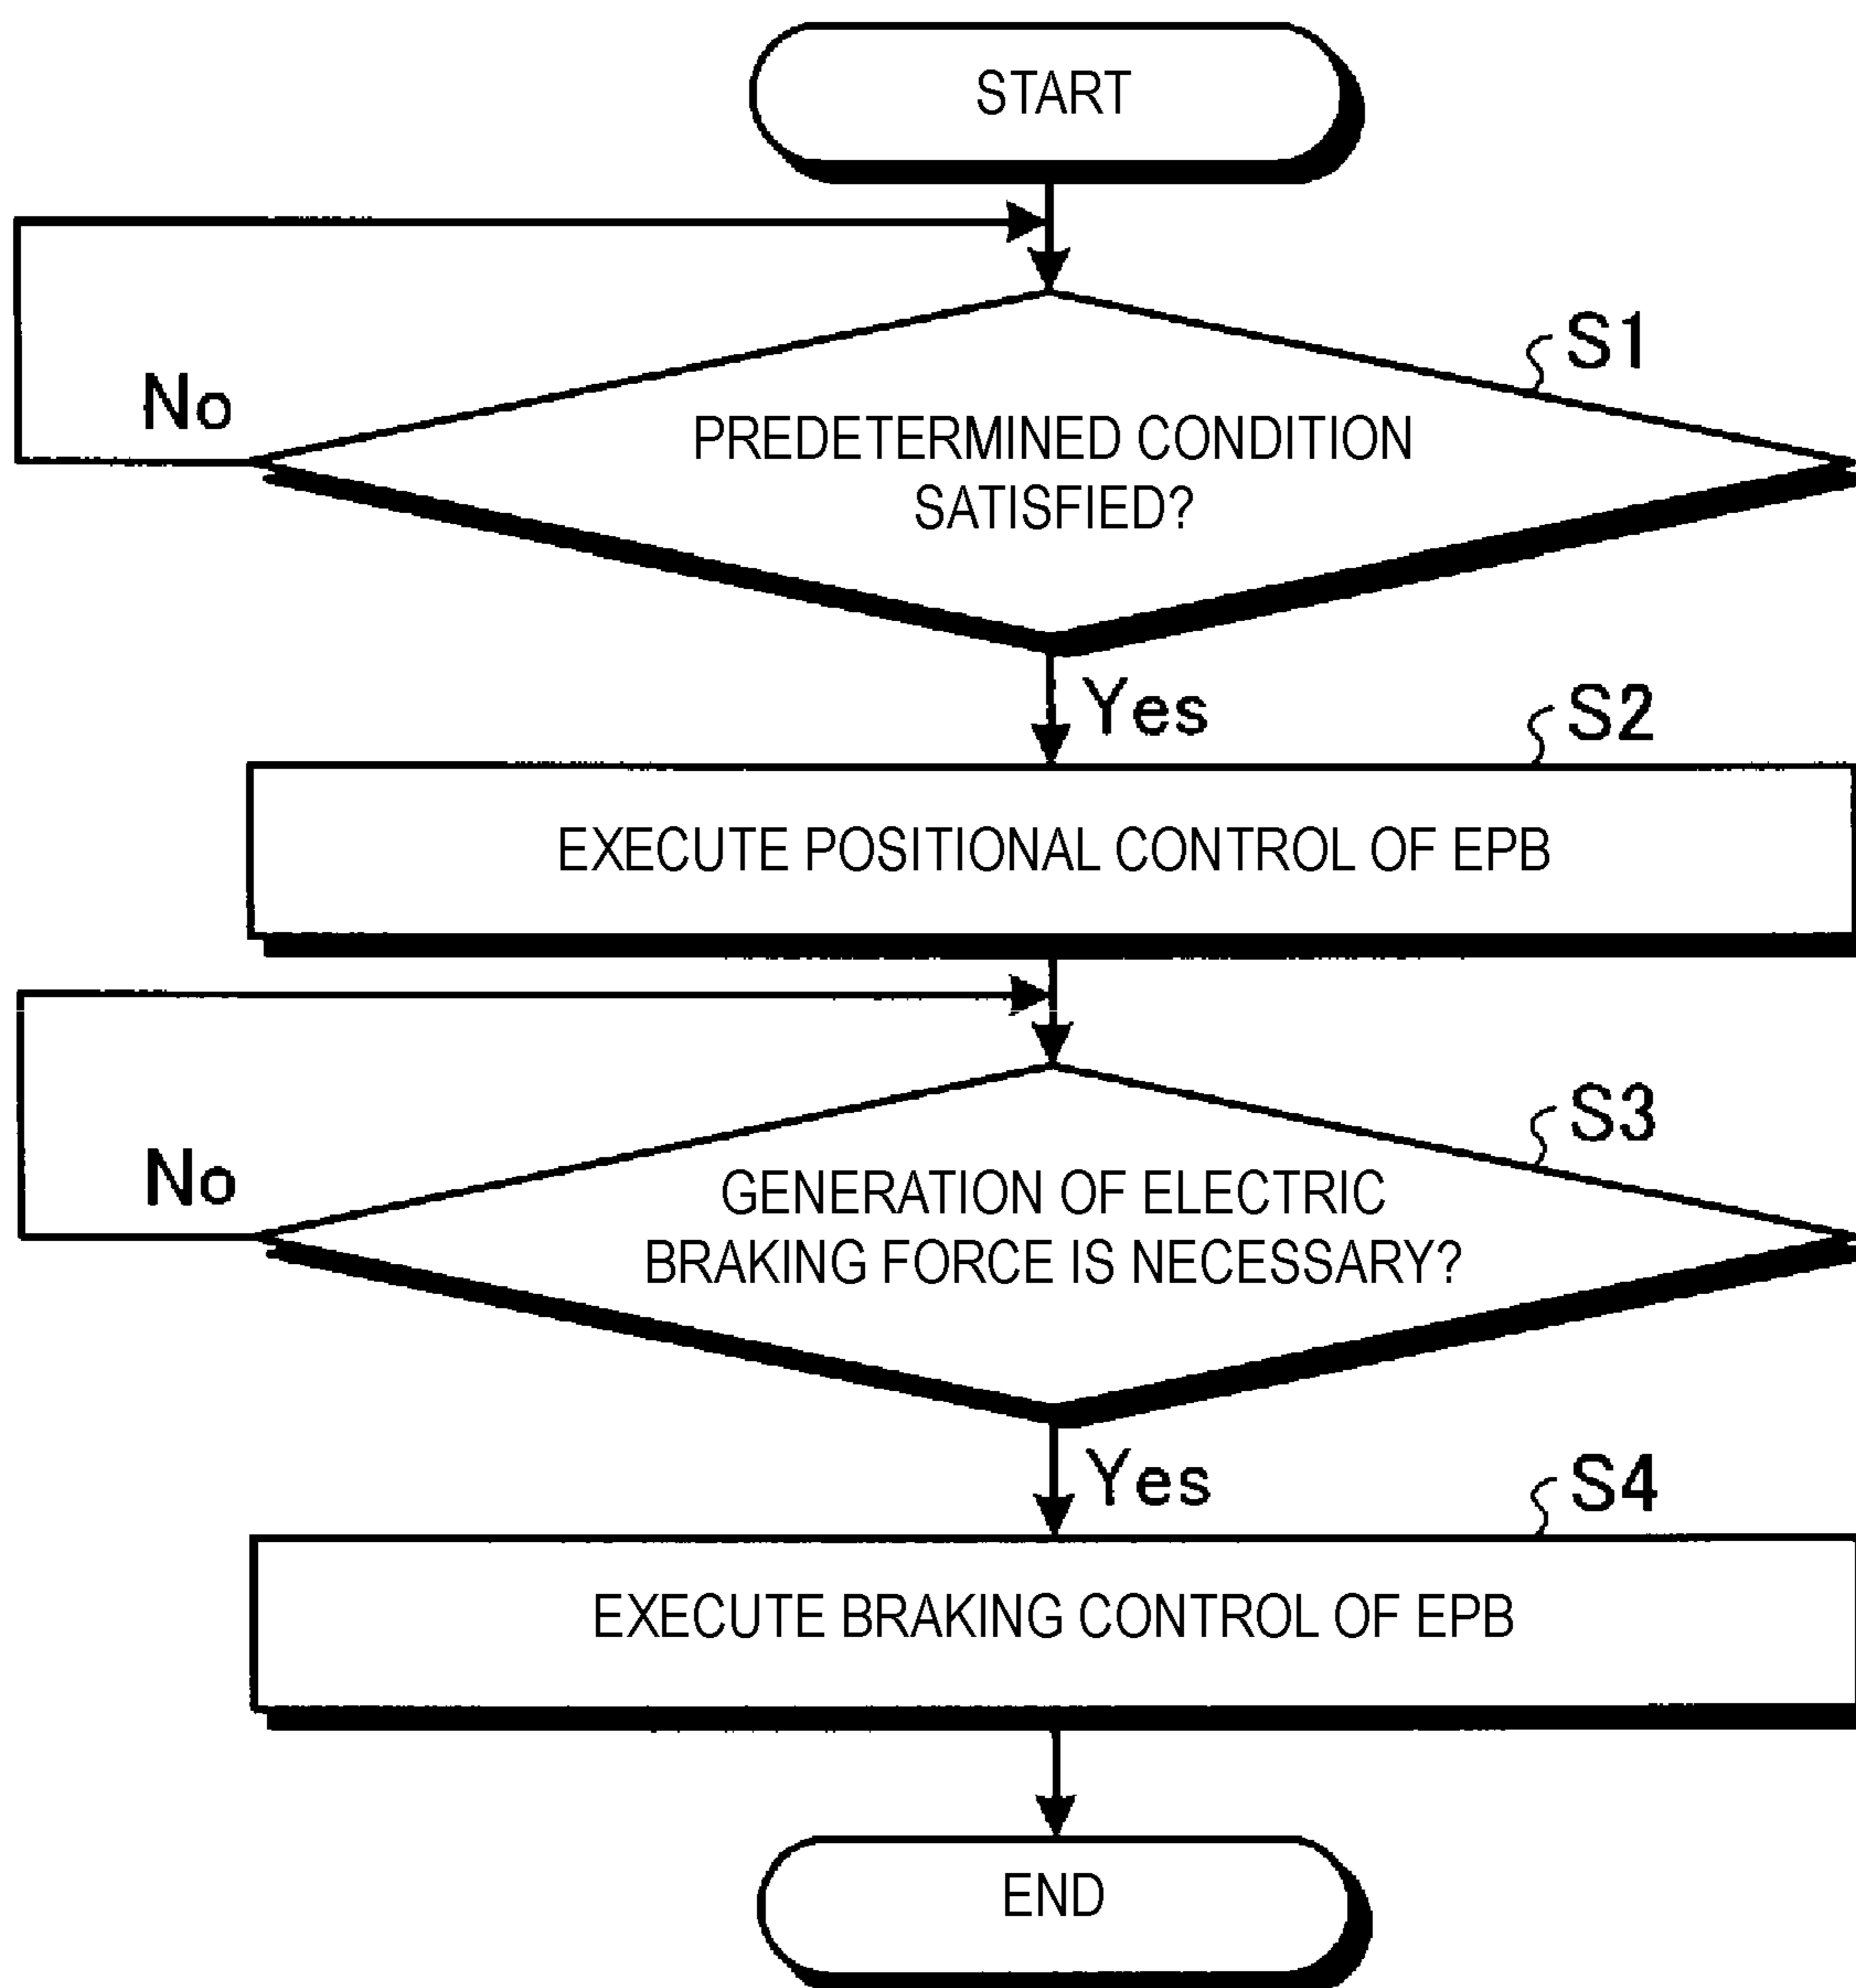 START
S1
No
PREDETERMINED CONDITION
SATISFIED?
Yes
S2
EXECUTE POSITIONAL CONTROL OF EPB
S3
No
GENERATION OF ELECTRIC
BRAKING FORCE IS NECESSARY?
Yes
S4
EXECUTE BRAKING CONTROL OF EPB
END